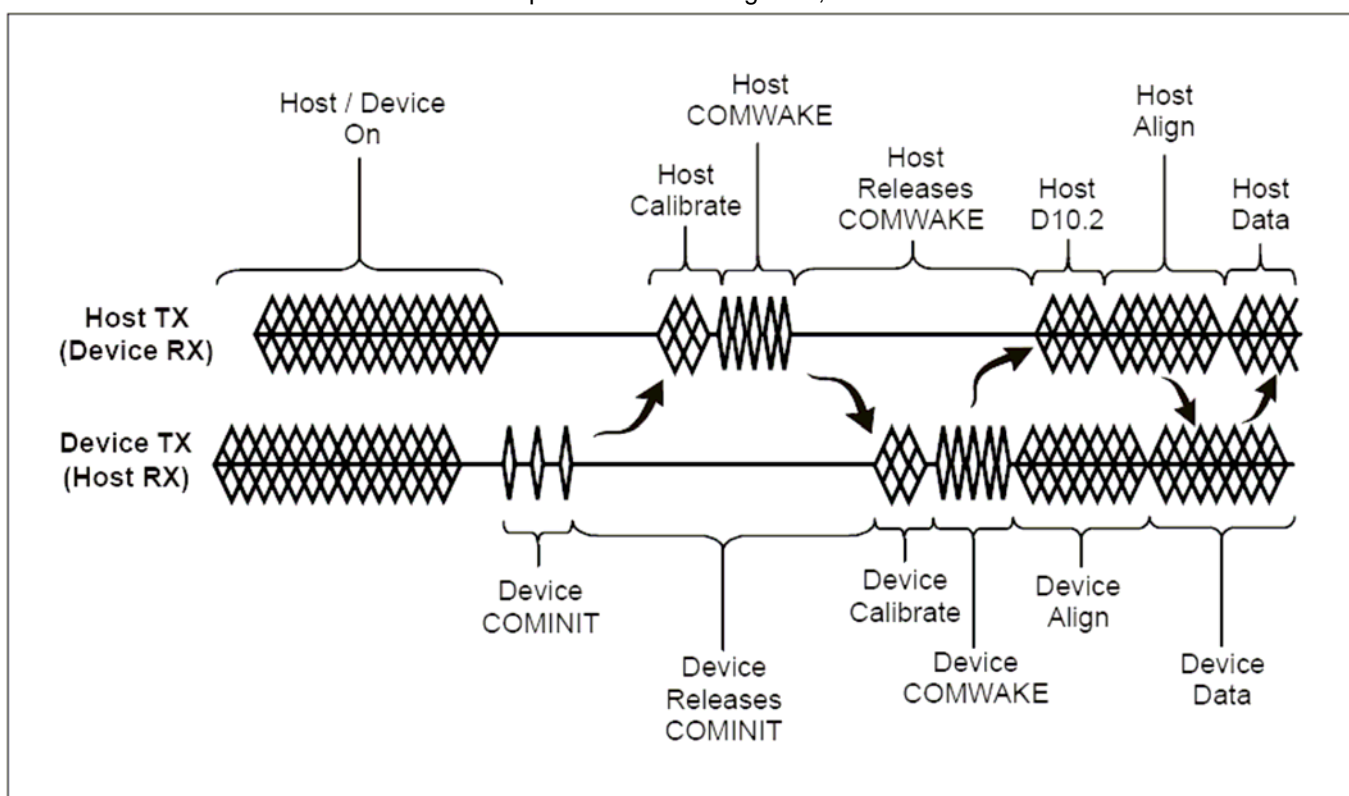 Host / Device
On
Host
COMWAKE
Host
Calibrate
Host
Releases
COMWAKE
Host
D10.2
Host
Align
Host
Data
Host TX
(Device RX)
Device TX
(Host RX)
Device
COMINIT
Device
Releases
COMINIT
Device
Calibrate
Device
COMWAKE
Device
Align
Device
Data